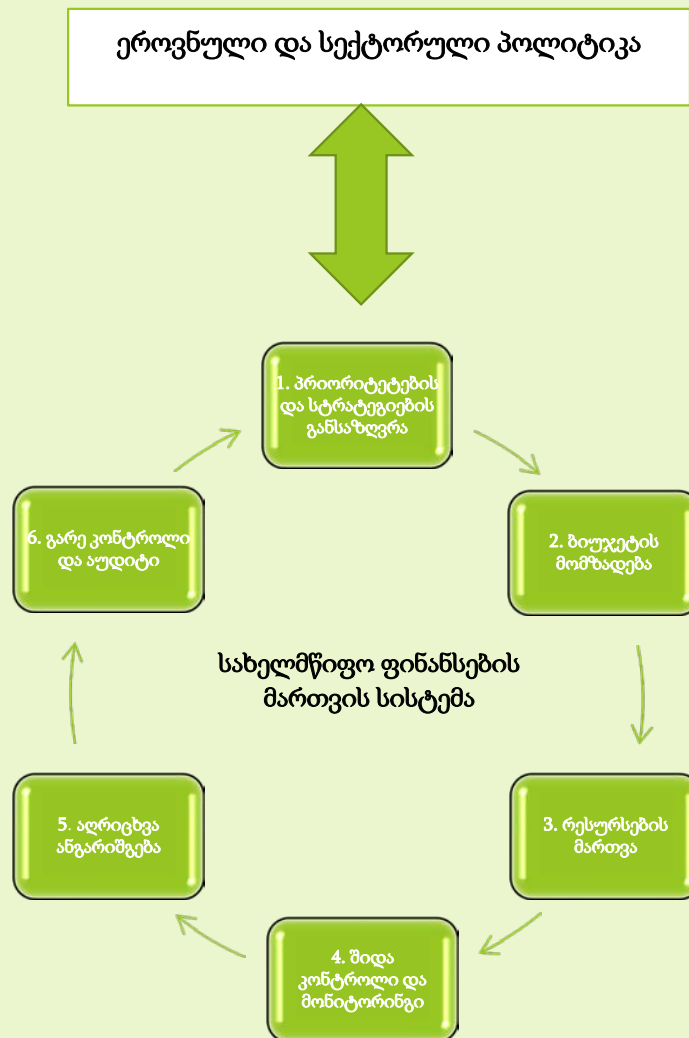 ეროვნული და სექტორული პოლიტიკა
1. პრიორიტეტების
და სტრატეგიების
განსაზღვრა
2. ბიუჯეტის
მომზადება
3. რესურსების
მართვა
4. შიდა
კონტროლი და
მონიტორინგი
5. აღრიცხვა
ანგარიშგება
6. გარე კონტროლი
და აუდიტი
სახელმწიფო ფინანსების
მართვის სისტემა